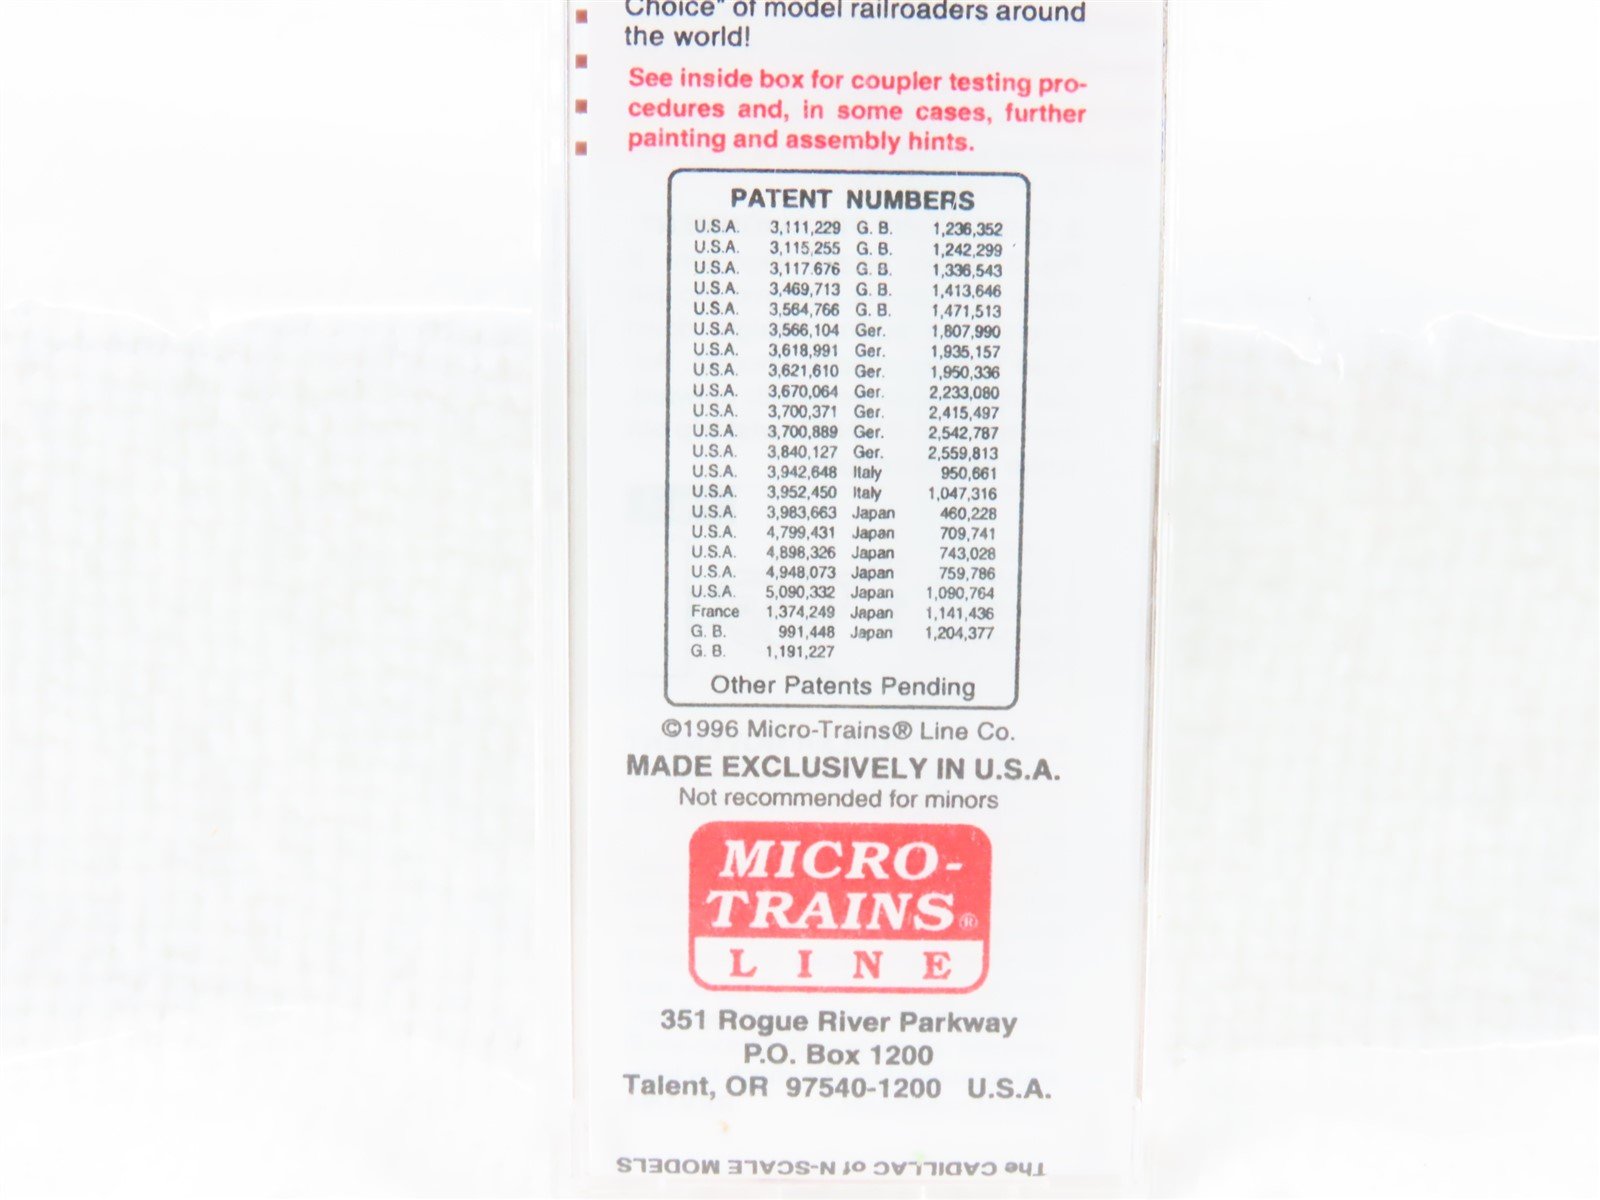 Choice" of model railroaders around
the world!
See inside box for coupler testing pro-
cedures and, in some cases, further
painting and assembly hints.
PATENT NUMBERS
U.S.A. 3,111,229 G. B. 1,236,352
U.S.A. 3,115,255 G. B. 1,242,299
U.S.A. 3,117.676 G. B. 1,336,543
U.S.A. 3,469,713 G. B. 1,413,646
U.S.A. 3,564,766 G. B. 1,471,513
U.S.A. 3,566,104 Ger. 1,807,990
U.S.A. 3,618,991 Ger. 1,935,157
U.S.A. 3,621,610 Ger. 1,950,336
U.S.A. 3,670,064 Ger. 2,233,080
U.S.A. 3,700,371 Ger. 2,415,497
U.S.A. 3,700,889 Ger. 2,542,787
U.S.A. 3,840,127 Ger. 2,559,813
U.S.A. 3,942,648 Italy 950,661
U.S.A. 3,952,450 Italy 1,047,316
U.S.A. 3,983,663 Japan 460,228
U.S.A. 4,799,431 Japan 709,741
U.S.A. 4,898,326 Japan 743,028
U.S.A. 4,948,073 Japan 759,786
U.S.A. 5,090,332 Japan 1,090,764
France 1,374,249 Japan 1,141,436
G. B. 991,448 Japan 1,204,377
G. B. 1,191,227
Other Patents Pending
©1996 Micro-Trains® Line Co.
MADE EXCLUSIVELY IN U.S.A.
Not recommended for minors
MICRO-
TRAINS®
LINE
351 Rogue River Parkway
P.O. Box 1200
Talent, OR 97540-1200 U.S.A.
The CADILLAC of N-SCALE MODELS